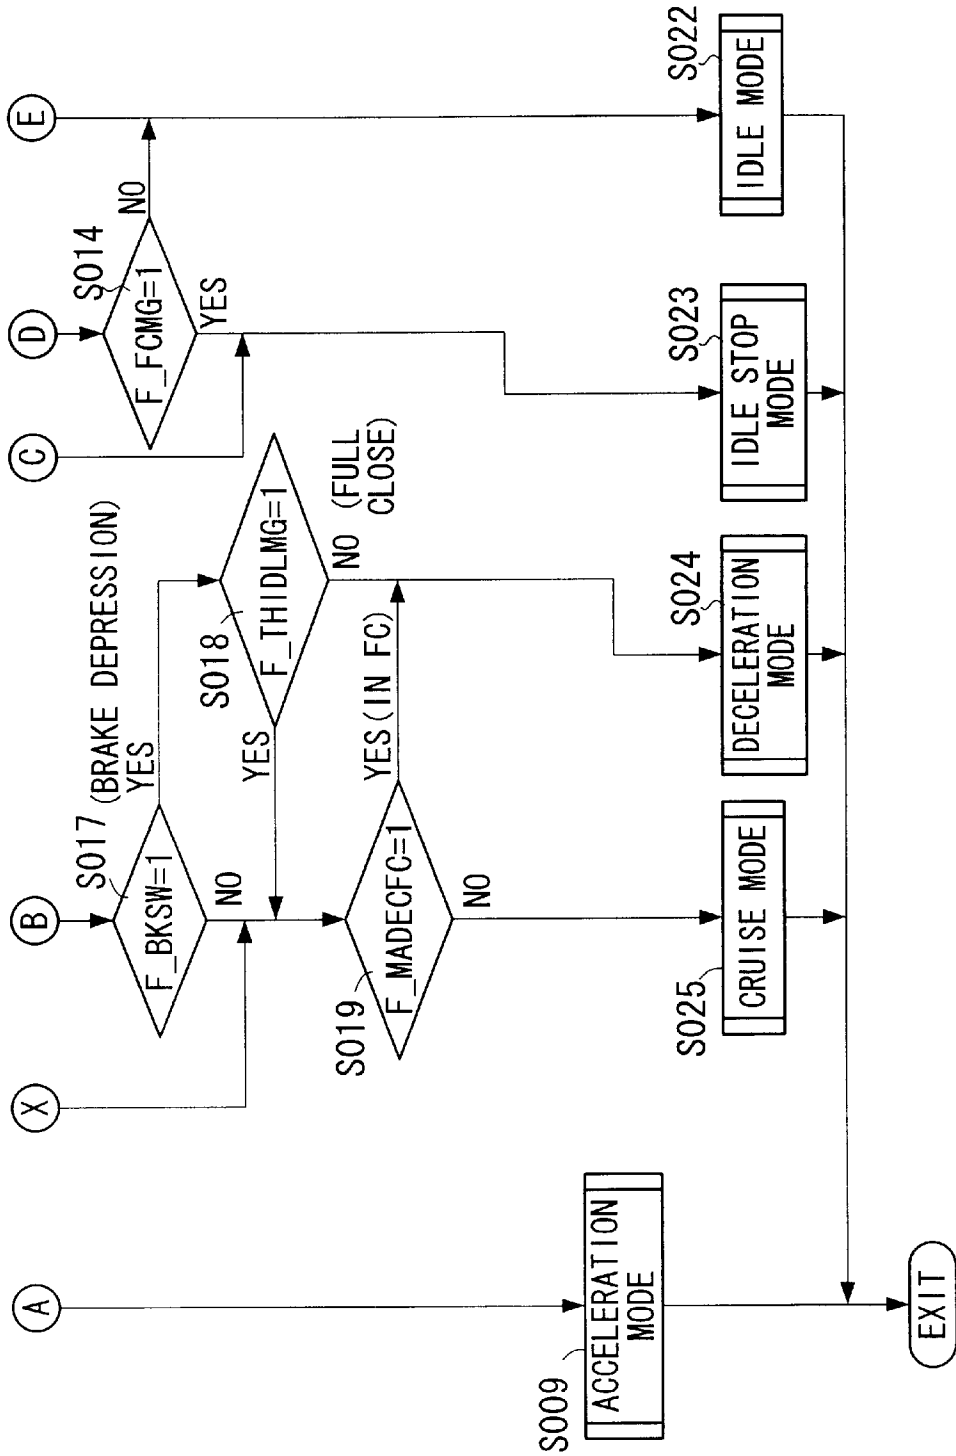 A
X
B
C
D
E
S017
(BRAKE DEPRESSION)
F_BKSW=1
YES
NO
S014
F_FCMG=1
NO
YES
S018
F_THIDLMG=1
YES
NO (FULL
CLOSE)
S019
F_MADECFC=1
YES(IN FC)
NO
S009
ACCELERATION
MODE
S025
CRUISE MODE
S024
DECELERATION
MODE
S023
IDLE STOP
MODE
S022
IDLE MODE
EXIT